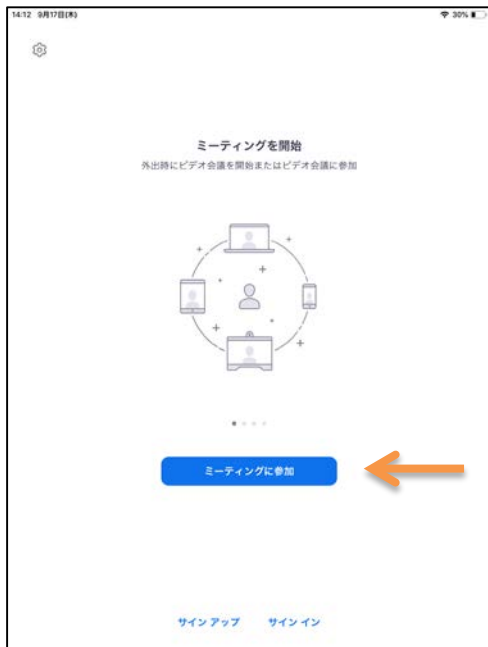 14:12 9月17日(木)
30%
ミーティングを開始
外出時にビデオ会議を開始またはビデオ会議に参加
ミーティングに参加
サイン アップ サイン イン